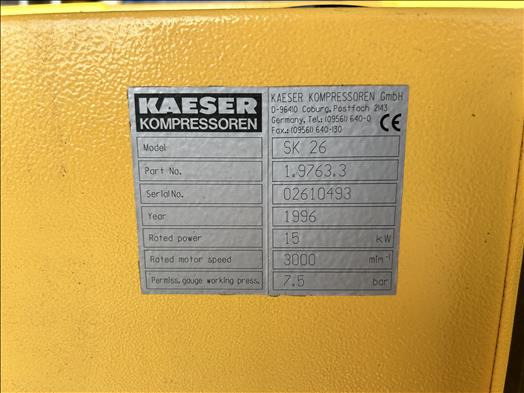 KAESER
KOMPRESSOREN
KAESER KOMPRESSOREN GmbH
D-96410 Coburg, Postfach 2143
Germany, Tel.: (09561) 640-0
Fax.: (09561) 640-130
CE
Model SK 26
Part No. 1.9763.3
Serial No. 02610493
Year 1996
Rated power 15 kW
Rated motor speed 3000 min⁻¹
Permiss. gauge working press. 7.5 bar